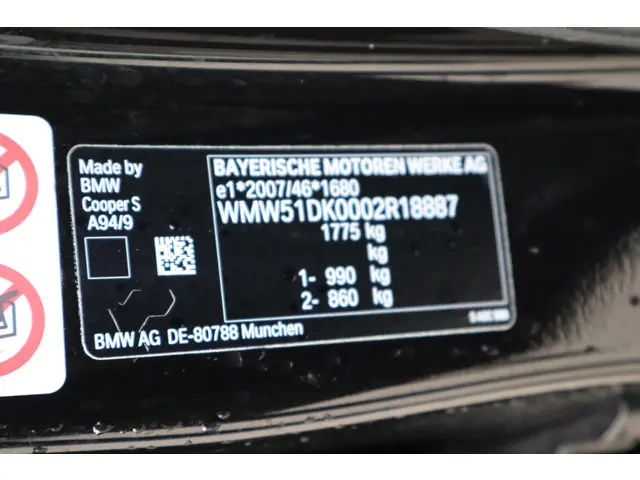 Made by
BMW
Cooper S
A94/9
BAYERISCHE MOTOREN WERKE AG
e1*2007/46*1680
WMW51DK0002R18887
1775 kg
kg
1- 990 kg
2- 860 kg
BMW AG DE-80788 Munchen